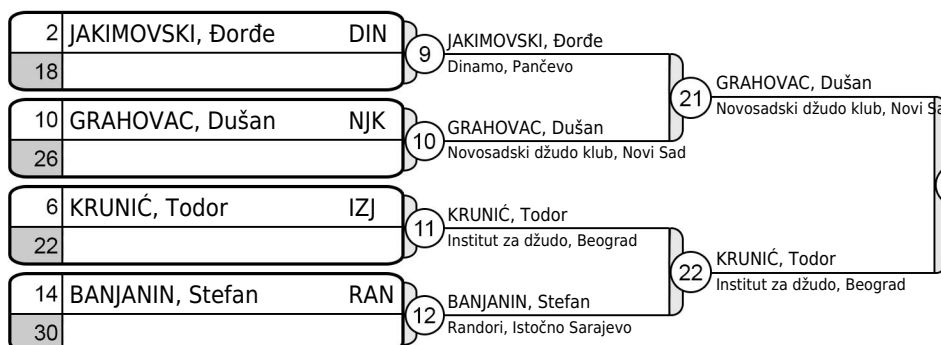 2 JAKIMOVSKI, Đorđe DIN
18
9
JAKIMOVSKI, Đorđe
Dinamo, Pančevo
10 GRAHOVAC, Dušan NJK
26
10
GRAHOVAC, Dušan
Novosadski džudo klub, Novi Sad
21
GRAHOVAC, Dušan
Novosadski džudo klub, Novi Sa
6 KRUNIĆ, Todor IZJ
22
11
KRUNIĆ, Todor
Institut za džudo, Beograd
14 BANJANIN, Stefan RAN
30
12
BANJANIN, Stefan
Randori, Istočno Sarajevo
22
KRUNIĆ, Todor
Institut za džudo, Beograd